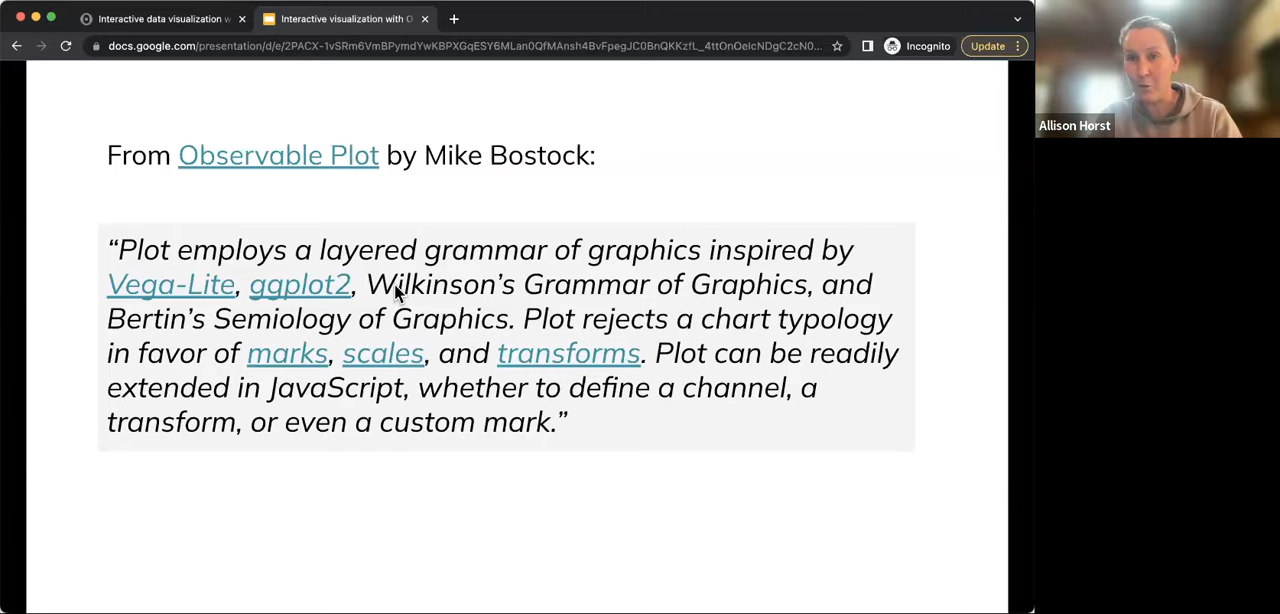 Interactive data visualization w
Interactive visualization with O
docs.google.com/presentation/d/e/2PACX-1vSRm6VmBPymdYwKBPXGqESY6MLan0QfMAnsh4BvFpegJC0BnQKKzfL_4ttOnOelcNDgC2cN0...
Incognito
Update
Allison Horst
From Observable Plot by Mike Bostock:
“Plot employs a layered grammar of graphics inspired by
Vega-Lite, ggplot2, Wilkinson’s Grammar of Graphics, and
Bertin’s Semiology of Graphics. Plot rejects a chart typology
in favor of marks, scales, and transforms. Plot can be readily
extended in JavaScript, whether to define a channel, a
transform, or even a custom mark.”